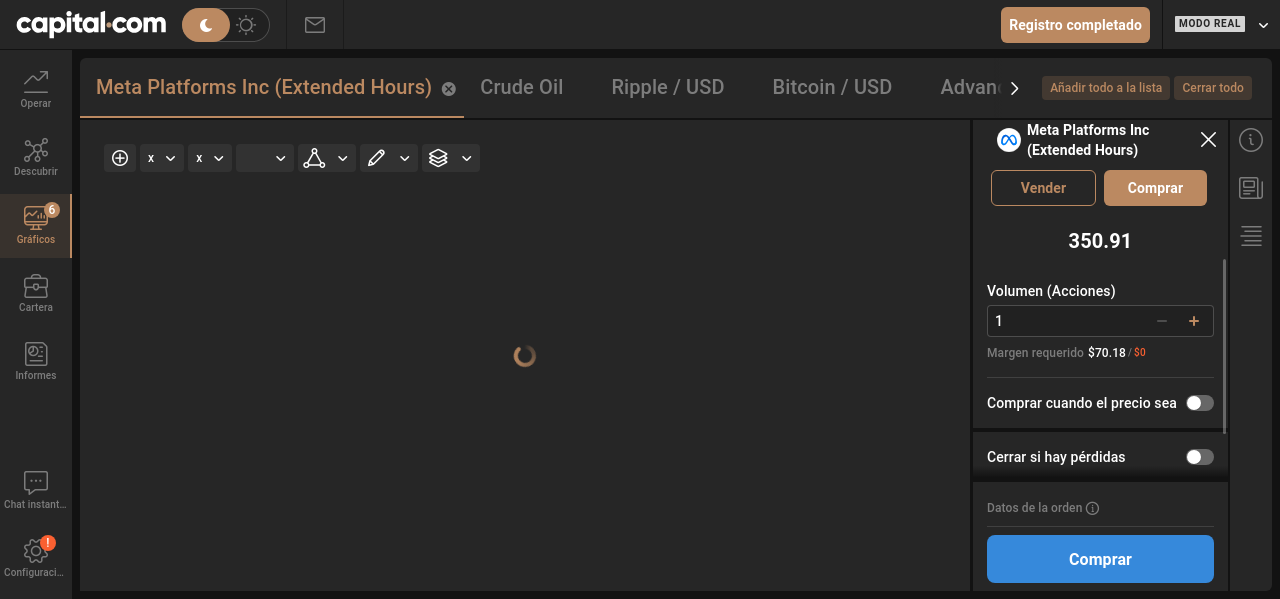 capital.com
Registro completado
MODO REAL
Operar
Descubrir
6
Gráficos
Cartera
Informes
Chat instant...
!
Configuraci...
Meta Platforms Inc (Extended Hours)
Crude Oil
Ripple / USD
Bitcoin / USD
Advan
Añadir todo a la lista
Cerrar todo
x
x
Meta Platforms Inc
(Extended Hours)
Vender
Comprar
350.91
Volumen (Acciones)
1
Margen requerido $70.18 / $0
Comprar cuando el precio sea
Cerrar si hay pérdidas
Datos de la orden
Comprar